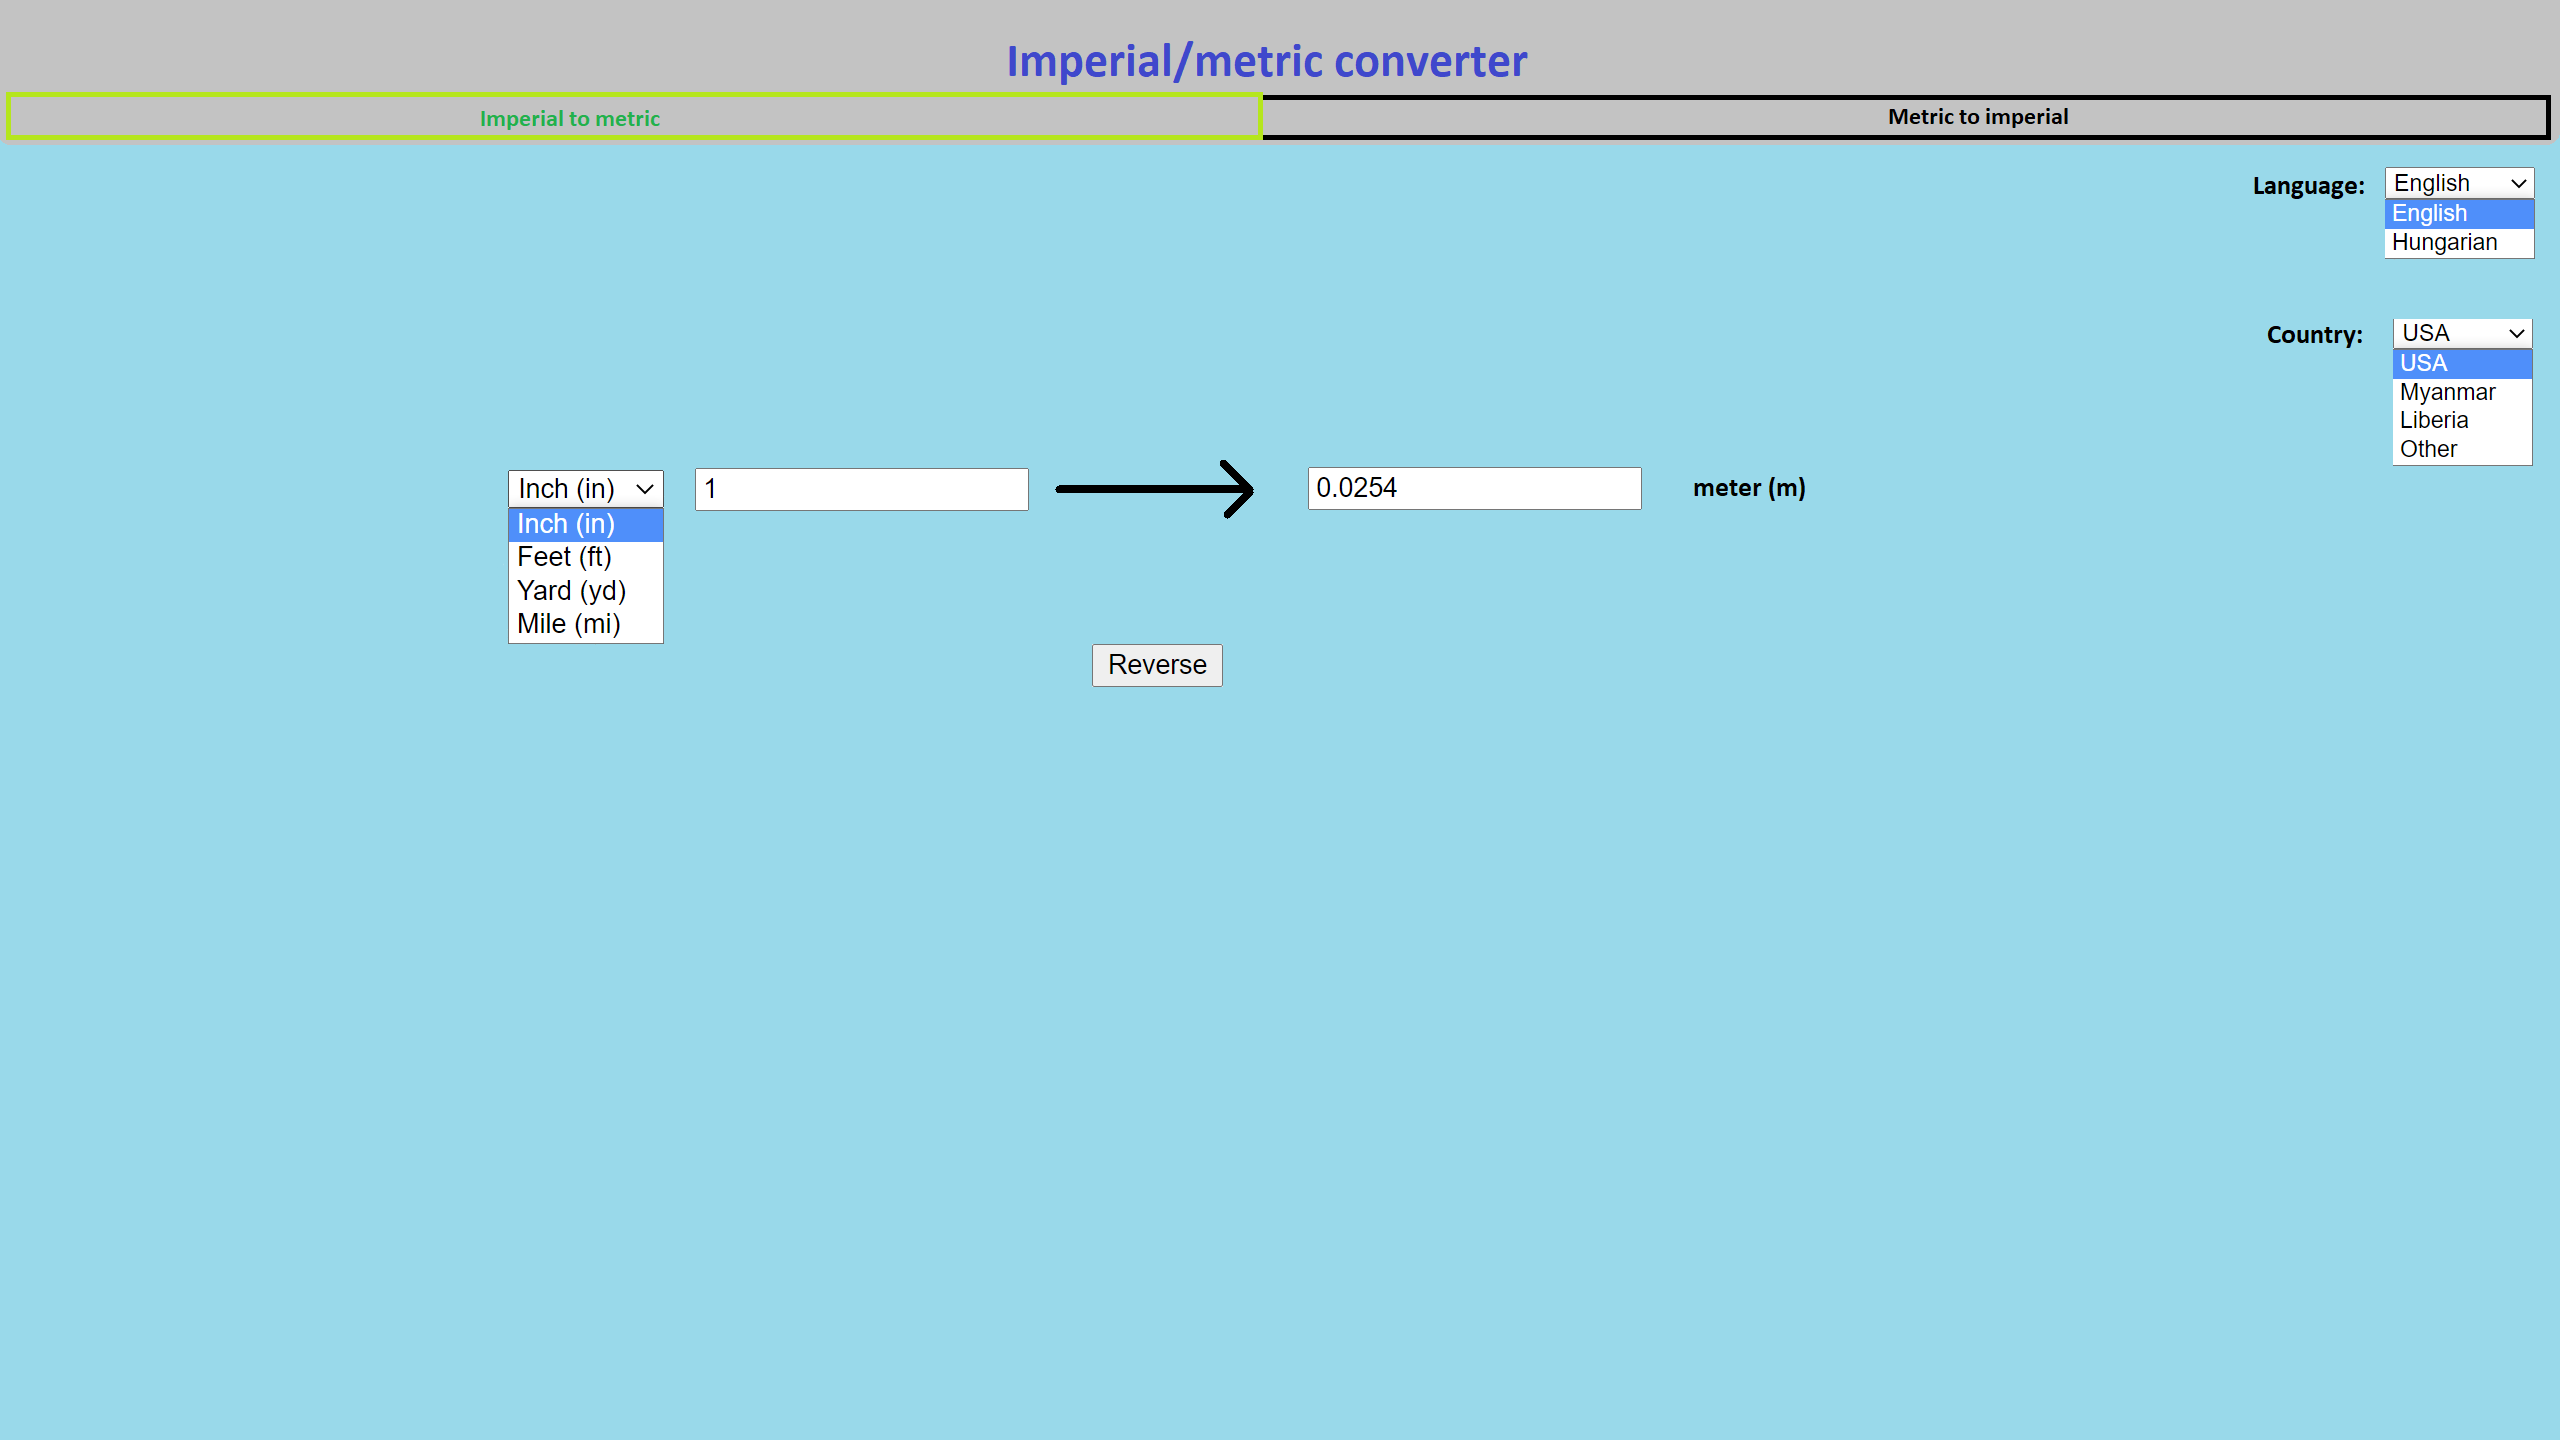 Imperial/metric converter
Imperial to metric
Metric to imperial
Language:
English
English
Hungarian
Country:
USA
USA
Myanmar
Liberia
Other
Inch (in)
Inch (in)
Feet (ft)
Yard (yd)
Mile (mi)
1
0.0254
meter (m)
Reverse